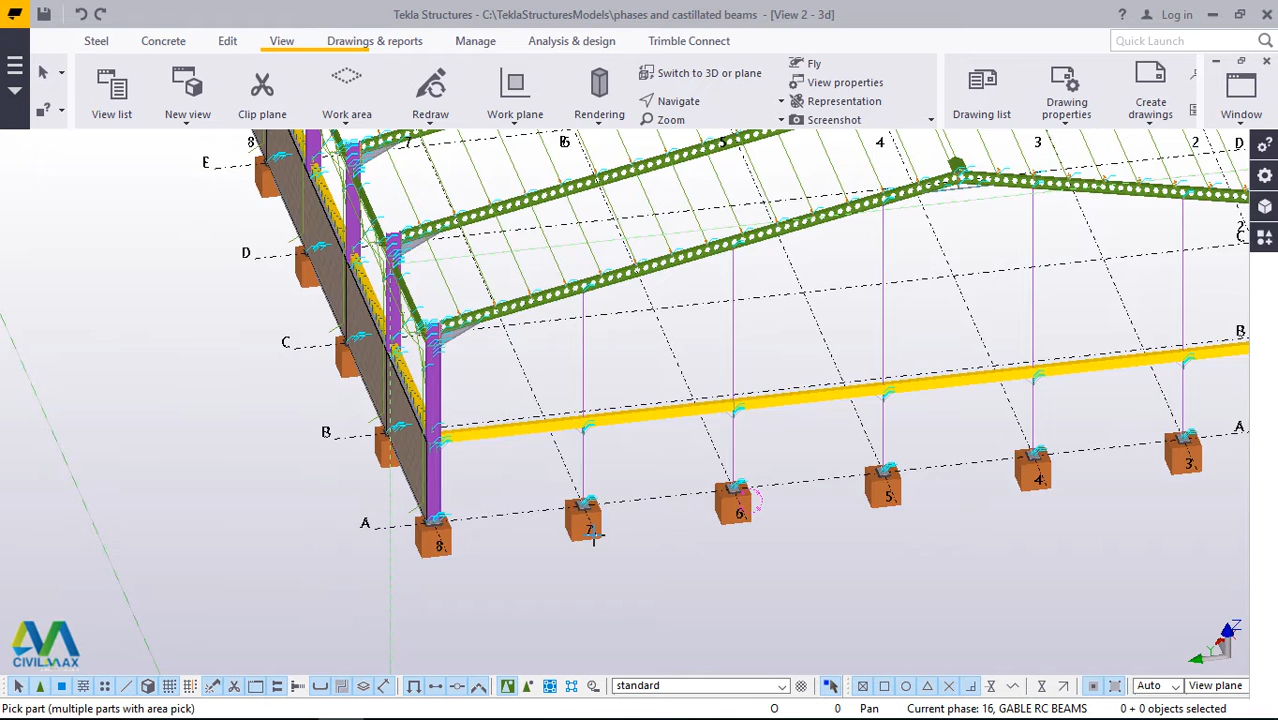 Tekla Structures - C:\TeklaStructuresModels\phases and castillated beams - [View 2 - 3d]
? Log in
Steel Concrete Edit View Drawings & reports Manage Analysis & design Trimble Connect
Quick Launch
View list
New view
Clip plane
Work area
Redraw
Work plane
Rendering
Switch to 3D or plane
Navigate
Zoom
Fly
View properties
Representation
Screenshot
Drawing list
Drawing properties
Create drawings
Window
8 7 6 5 4 3 2 D
E
D
C
B
A
2
C
B
A
8 7 6 5 4 3
Z
Y
CIVILMAX
standard
Auto
View plane
Pick part (multiple parts with area pick)
O 0 Pan Current phase: 16, GABLE RC BEAMS 0 + 0 objects selected